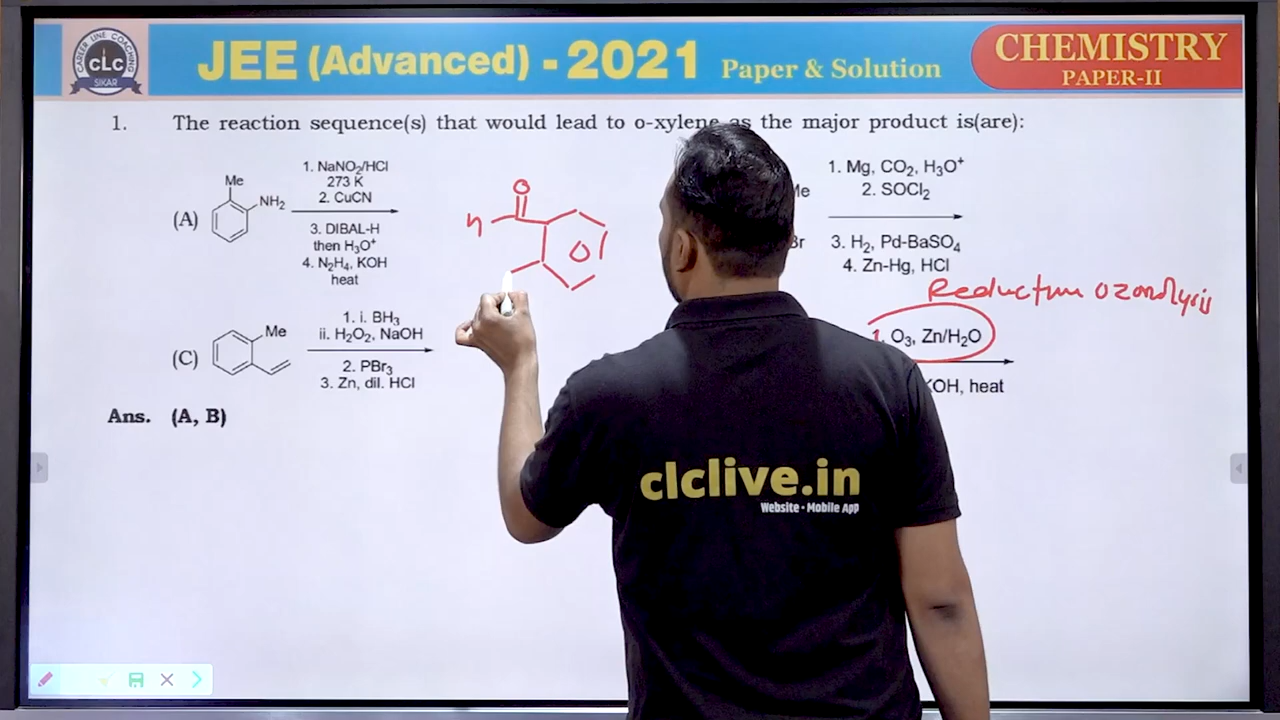 CAREER LINE COACHING
CLC
SIKAR
JEE (Advanced) - 2021 Paper & Solution
CHEMISTRY
PAPER-II
1. The reaction sequence(s) that would lead to o-xylene as the major product is(are):
(A)
Me
NH₂
1. NaNO₂/HCl
273 K
2. CuCN
3. DIBAL-H
then H₃O⁺
4. N₂H₄, KOH
heat
O
H
Me
Br
1. Mg, CO₂, H₃O⁺
2. SOCl₂
3. H₂, Pd-BaSO₄
4. Zn-Hg, HCl
Reduction ozonolysis
(C)
Me
1. i. BH₃
ii. H₂O₂, NaOH
2. PBr₃
3. Zn, dil. HCl
1. O₃, Zn/H₂O
KOH, heat
Ans. (A, B)
clclive.in
Website • Mobile App